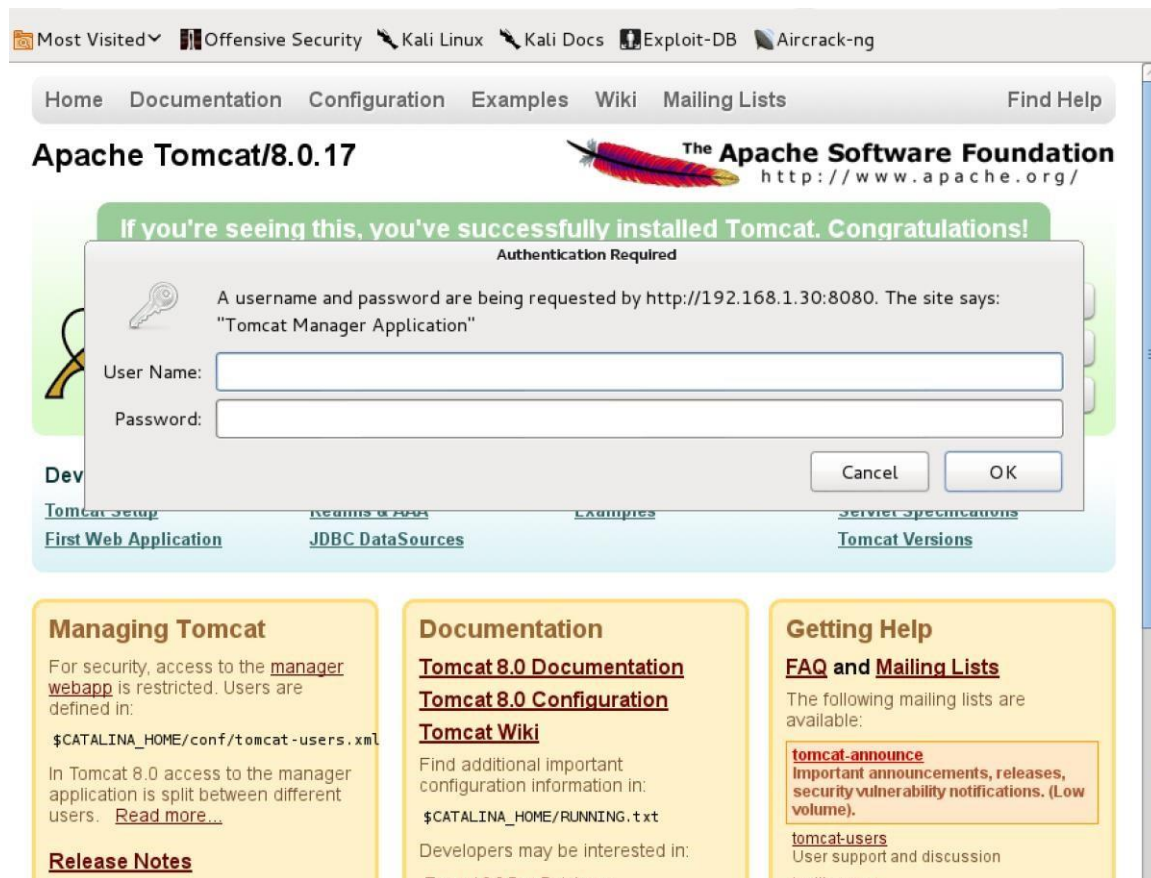 Most Visited Offensive Security Kali Linux Kali Docs Exploit-DB Aircrack-ng
Home Documentation Configuration Examples Wiki Mailing Lists Find Help
Apache Tomcat/8.0.17
The Apache Software Foundation
http://www.apache.org/
If you're seeing this, you've successfully installed Tomcat. Congratulations!
Authentication Required
A username and password are being requested by http://192.168.1.30:8080. The site says:
"Tomcat Manager Application"
User Name:
Password:
Cancel OK
Dev
Tomcat Setup Realms & AAA Examples Servlet Specifications
First Web Application JDBC DataSources Tomcat Versions
Managing Tomcat
For security, access to the manager
webapp is restricted. Users are
defined in:
$CATALINA_HOME/conf/tomcat-users.xml
In Tomcat 8.0 access to the manager
application is split between different
users. Read more...
Release Notes
Documentation
Tomcat 8.0 Documentation
Tomcat 8.0 Configuration
Tomcat Wiki
Find additional important
configuration information in:
$CATALINA_HOME/RUNNING.txt
Developers may be interested in:
Getting Help
FAQ and Mailing Lists
The following mailing lists are
available:
tomcat-announce
Important announcements, releases,
security vulnerability notifications. (Low
volume).
tomcat-users
User support and discussion